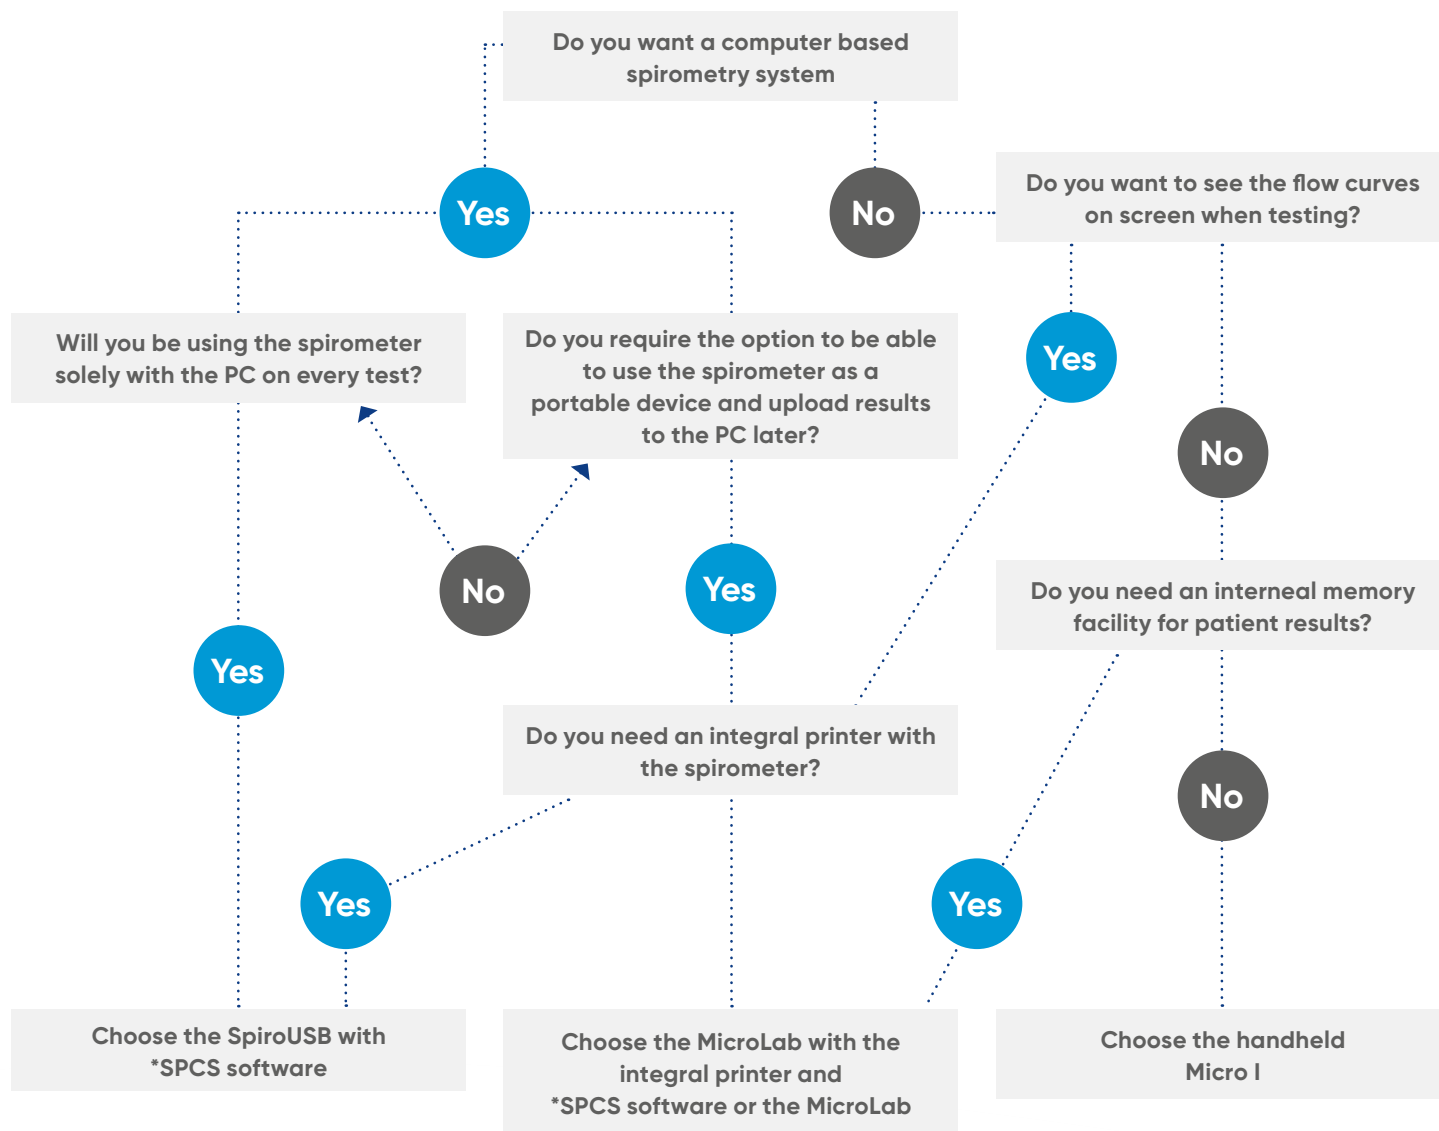 Do you want a computer based
spirometry system
Yes
No
Do you want to see the flow curves
on screen when testing?
Will you be using the spirometer
solely with the PC on every test?
Do you require the option to be able
to use the spirometer as a
portable device and upload results
to the PC later?
Yes
No
No
Yes
Yes
Do you need an interneal memory
facility for patient results?
Do you need an integral printer with
the spirometer?
No
Yes
Yes
Choose the SpiroUSB with
*SPCS software
Choose the MicroLab with the
integral printer and
*SPCS software or the MicroLab
Choose the handheld
Micro I